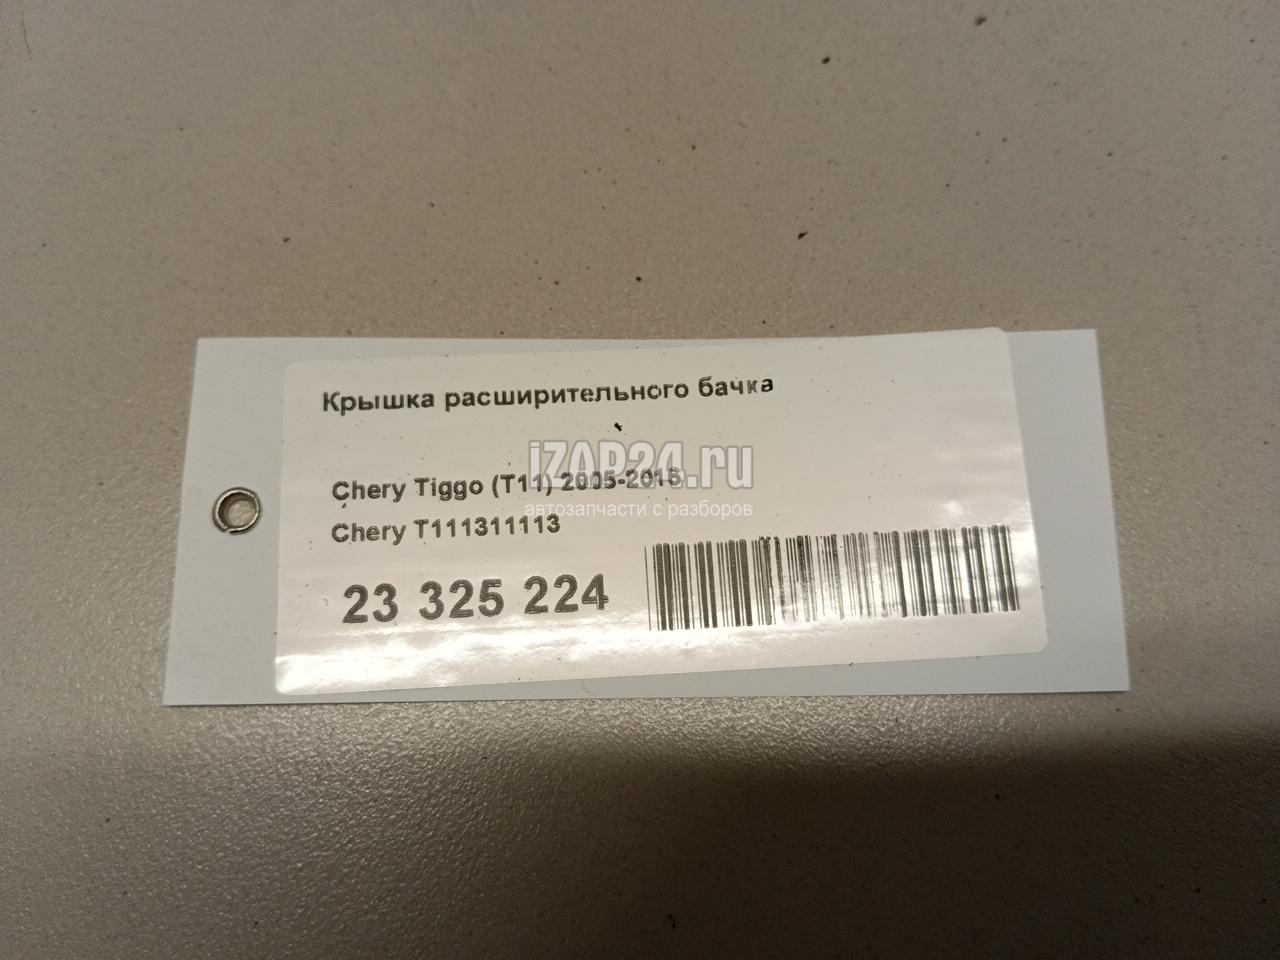 Крышка расширительного бачка
iZAP24.ru
Chery Tiggo (T11) 2005-2016
автозапчасти с разборов
Chery T111311113
23 325 224